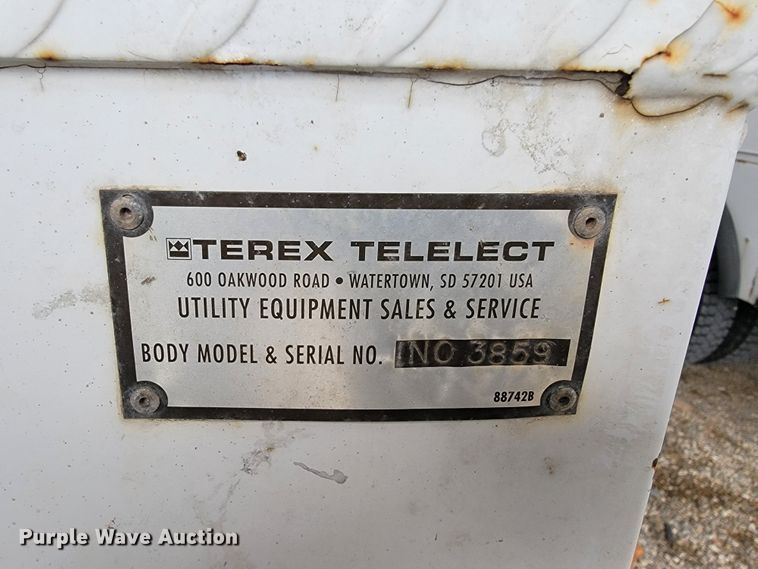 TEREX TELELECT
600 OAKWOOD ROAD • WATERTOWN, SD 57201 USA
UTILITY EQUIPMENT SALES & SERVICE
BODY MODEL & SERIAL NO. INO 3859
88742B
Purple Wave Auction